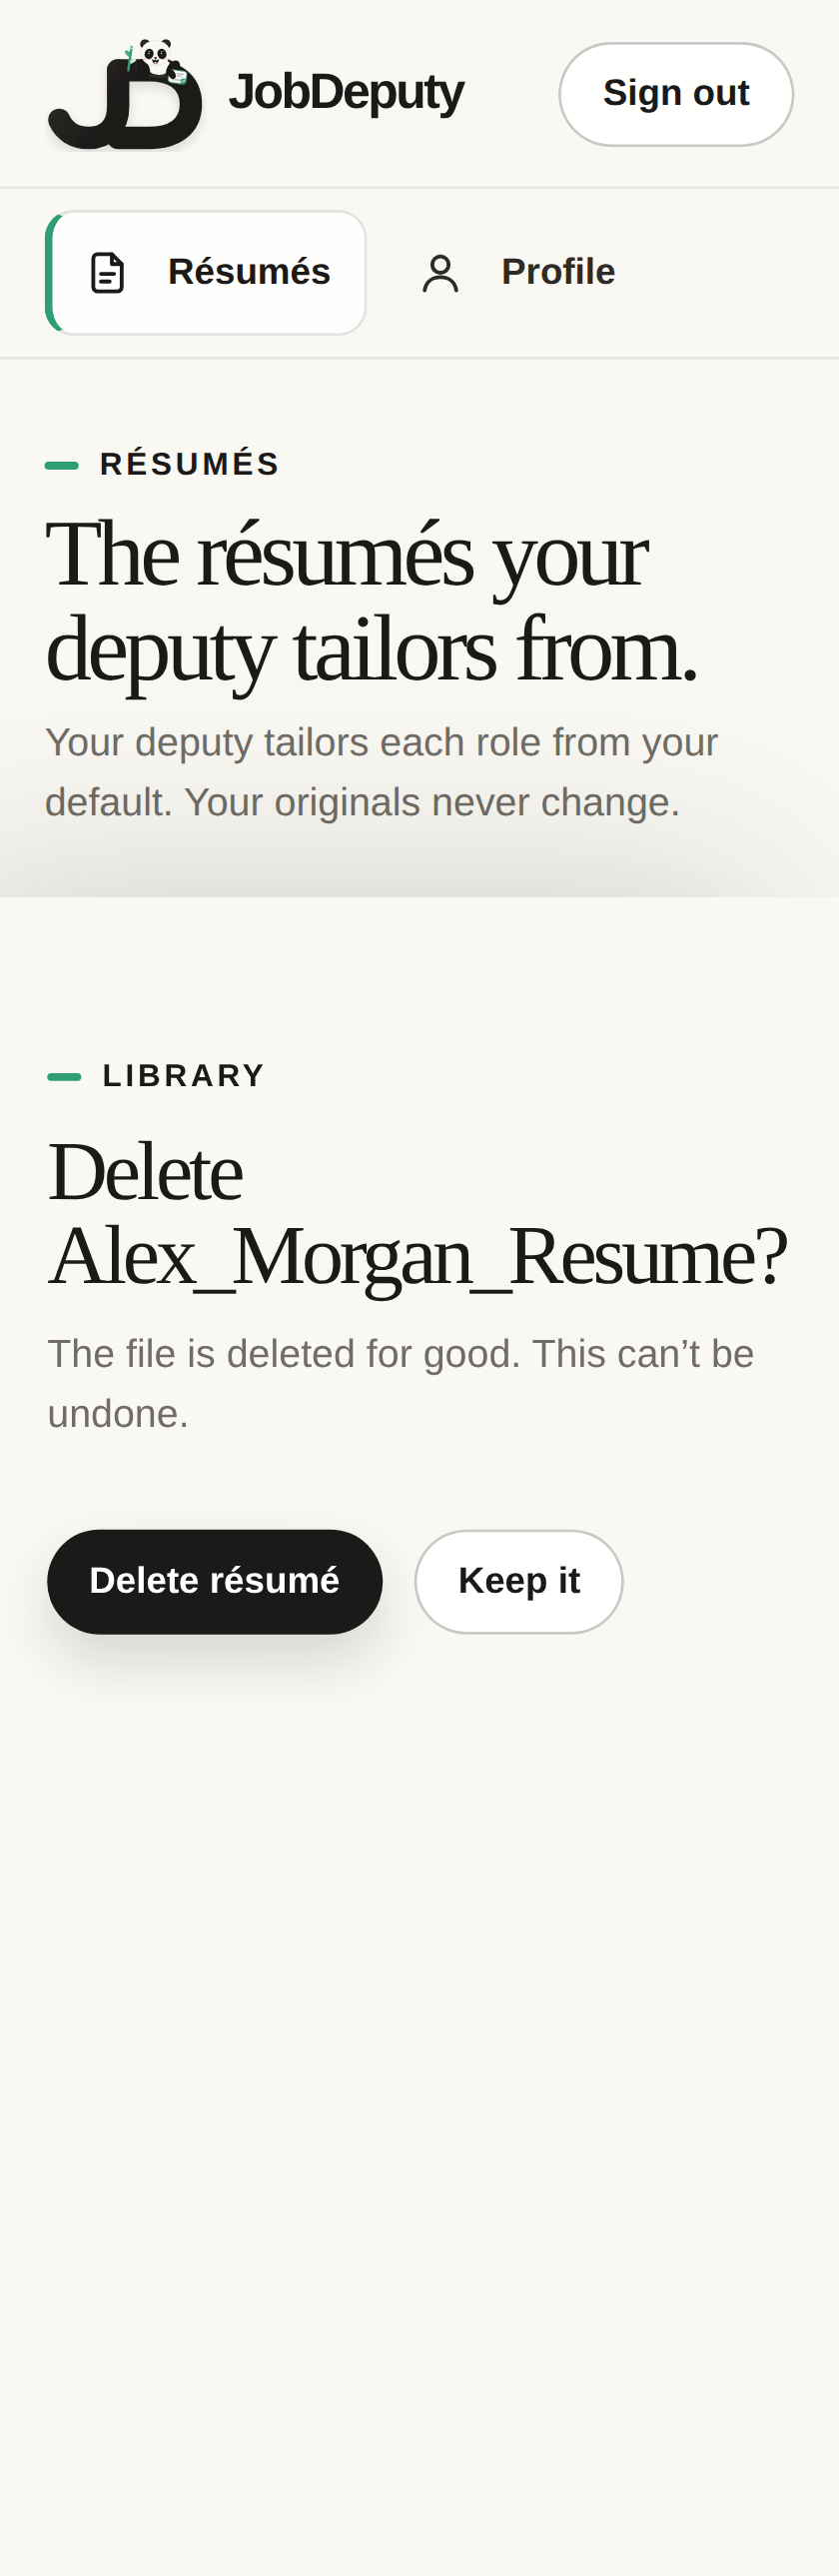 JobDeputy
Sign out
Résumés
Profile
RÉSUMÉS
The résumés your
deputy tailors from.
Your deputy tailors each role from your
default. Your originals never change.
LIBRARY
Delete
Alex_Morgan_Resume?
The file is deleted for good. This can’t be
undone.
Delete résumé
Keep it